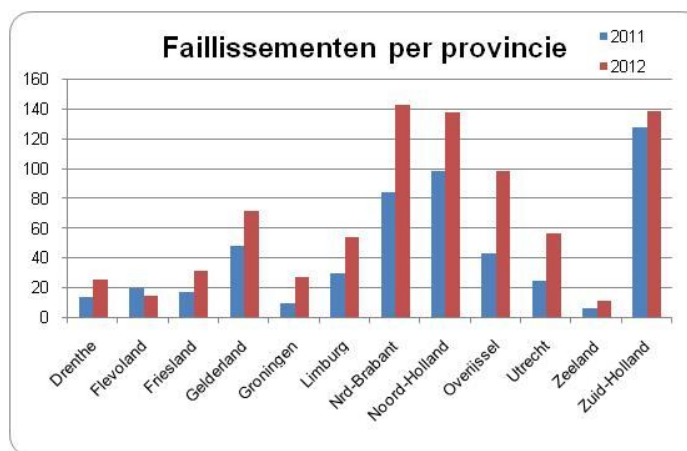 Faillissementen per provincie
2011
2012
160
140
120
100
80
60
40
20
0
Drenthe
Flevoland
Friesland
Gelderland
Groningen
Limburg
Nrd-Brabant
Noord-Holland
Overijssel
Utrecht
Zeeland
Zuid-Holland